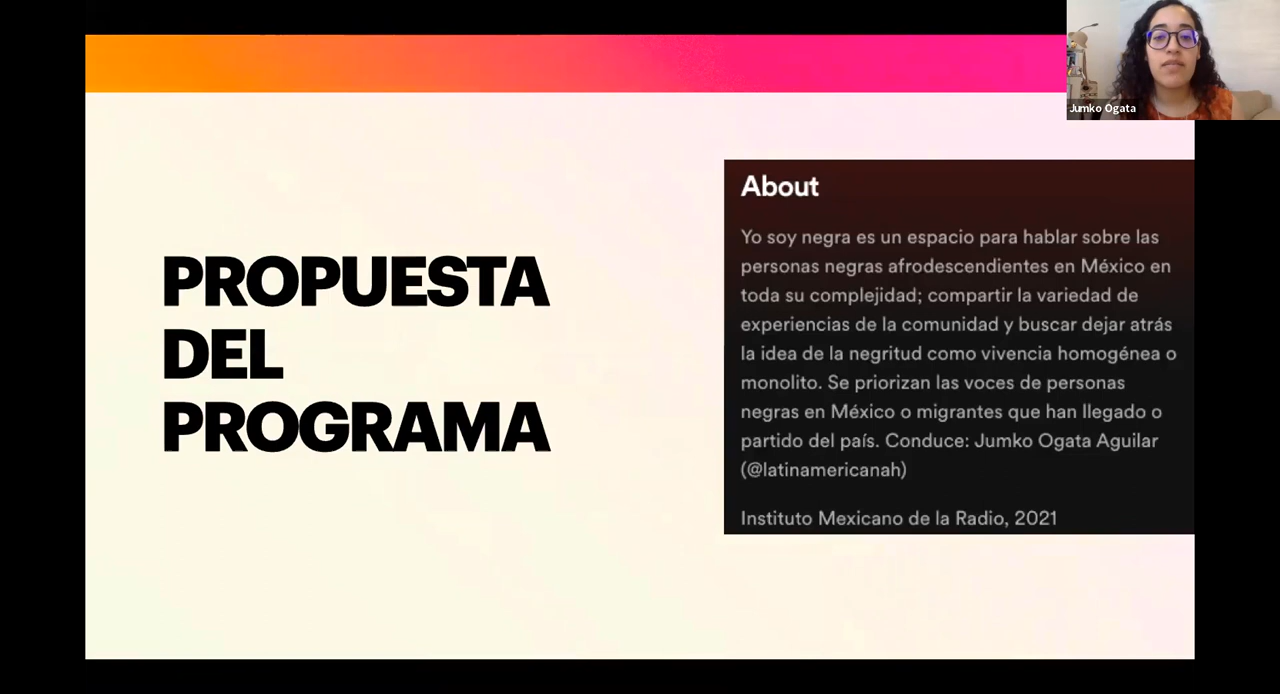 Jumko Ogata
PROPUESTA
DEL
PROGRAMA
About
Yo soy negra es un espacio para hablar sobre las
personas negras afrodescendientes en México en
toda su complejidad; compartir la variedad de
experiencias de la comunidad y buscar dejar atrás
la idea de la negritud como vivencia homogénea o
monolito. Se priorizan las voces de personas
negras en México o migrantes que han llegado o
partido del país. Conduce: Jumko Ogata Aguilar
(@latinamericanah)
Instituto Mexicano de la Radio, 2021